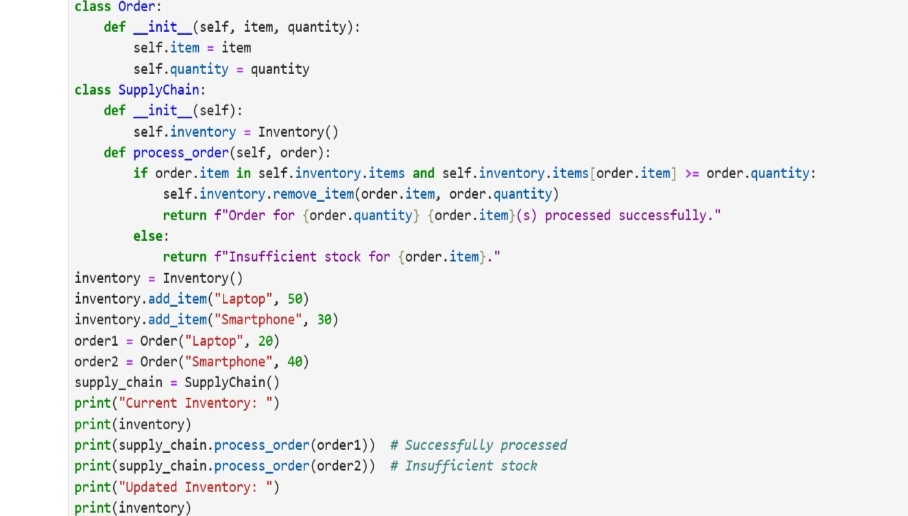 class Order:
    def __init__(self, item, quantity):
        self.item = item
        self.quantity = quantity
class SupplyChain:
    def __init__(self):
        self.inventory = Inventory()
    def process_order(self, order):
        if order.item in self.inventory.items and self.inventory.items[order.item] >= order.quantity:
            self.inventory.remove_item(order.item, order.quantity)
            return f"Order for {order.quantity} {order.item}(s) processed successfully."
        else:
            return f"Insufficient stock for {order.item}."
inventory = Inventory()
inventory.add_item("Laptop", 50)
inventory.add_item("Smartphone", 30)
order1 = Order("Laptop", 20)
order2 = Order("Smartphone", 40)
supply_chain = SupplyChain()
print("Current Inventory: ")
print(inventory)
print(supply_chain.process_order(order1))  # Successfully processed
print(supply_chain.process_order(order2))  # Insufficient stock
print("Updated Inventory: ")
print(inventory)